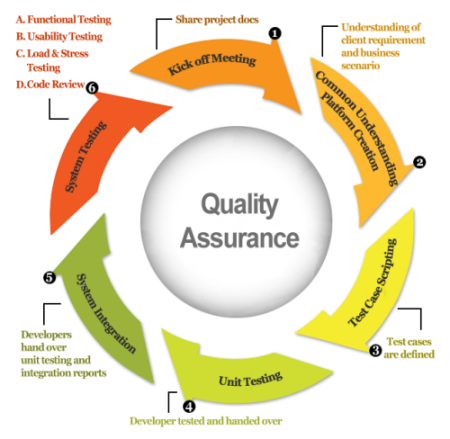 A. Functional Testing
B. Usability Testing
C. Load & Stress
Testing
D. Code Review
6
Share project docs
1
Kick off Meeting
Understanding of
client requirement and
business scenario
Common Understanding
Platform Creation
2
Test Case Scripting
3
Test cases
are defined
Unit Testing
4
Developer tested and handed over
System Integration
5
Developers
hand over
unit testing and
integration reports
System Testing
Quality
Assurance